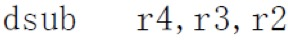 dsub r4, r3, r2